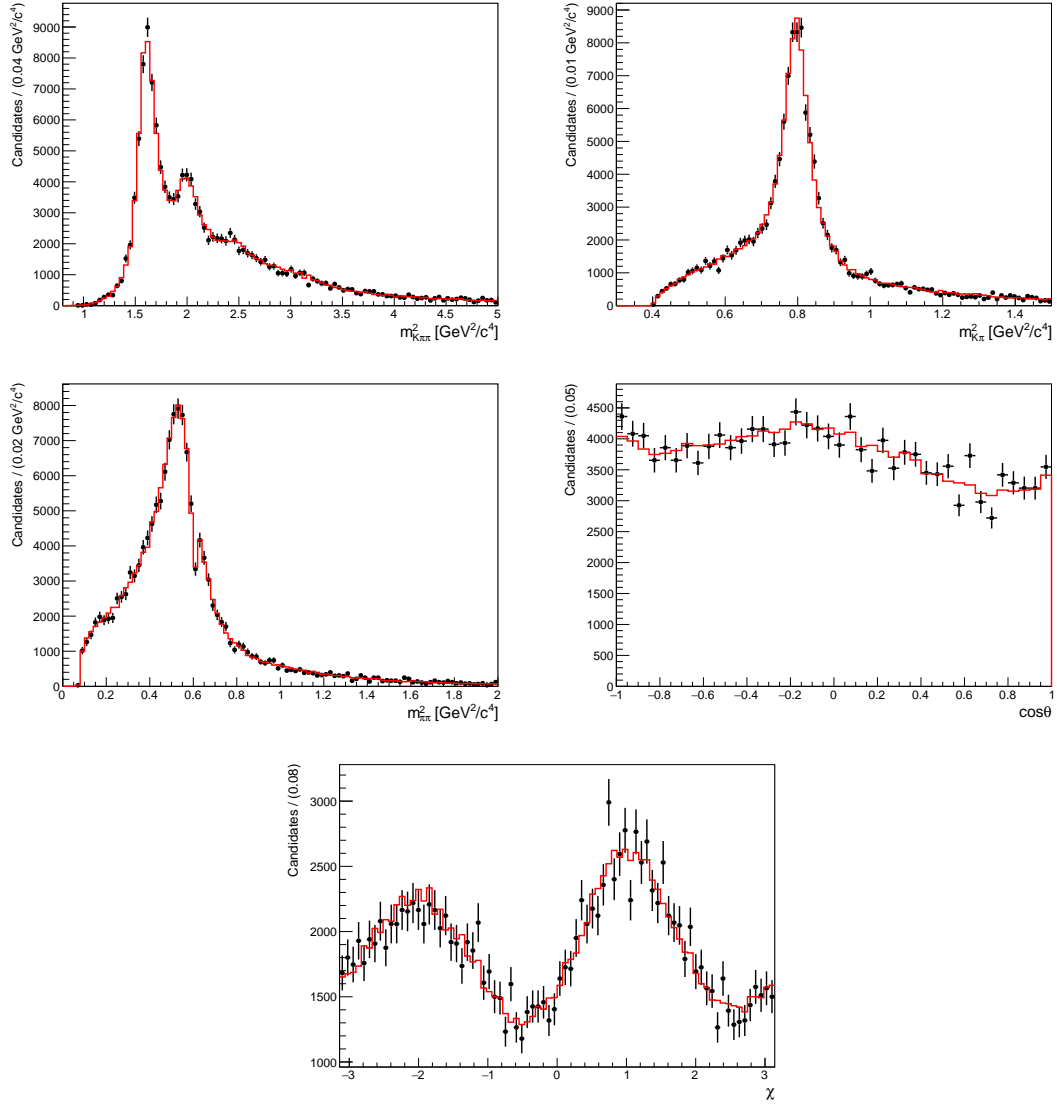 Candidates / (0.04 GeV²/c⁴)
9000
8000
7000
6000
5000
4000
3000
2000
1000
0
1 1.5 2 2.5 3 3.5 4 4.5 5
m²Kππ [GeV²/c⁴]
Candidates / (0.01 GeV²/c⁴)
9000
8000
7000
6000
5000
4000
3000
2000
1000
0
0.4 0.6 0.8 1 1.2 1.4
m²Kπ [GeV²/c⁴]
Candidates / (0.02 GeV²/c⁴)
8000
7000
6000
5000
4000
3000
2000
1000
0
0 0.2 0.4 0.6 0.8 1 1.2 1.4 1.6 1.8 2
m²ππ [GeV²/c⁴]
Candidates / (0.05)
4500
4000
3500
3000
2500
2000
1500
1000
500
0
−1 −0.8 −0.6 −0.4 −0.2 0 0.2 0.4 0.6 0.8 1
cosθ
Candidates / (0.08)
3000
2500
2000
1500
1000
−3 −2 −1 0 1 2 3
χ